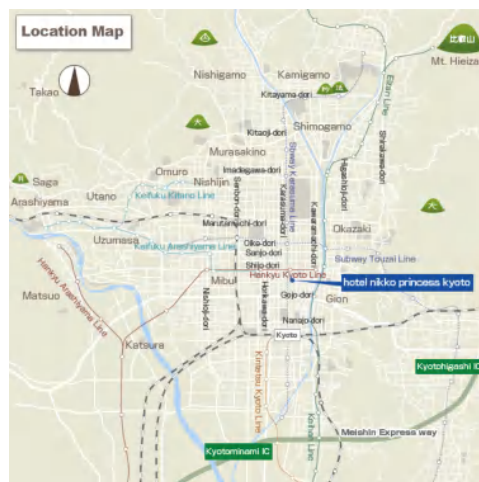 Location Map
比叡山
Mt. Hieizan
Nishigamo
Kamigamo
Takao
Kitayama-dori
Eizan Line
Kitaoji-dori
Shimogamo
Murasakino
Shirakawa-dori
Imadegawa-dori
Omuro
Nishijin
Subway Karasuma Line
Higashioji-dori
Saga
Arashiyama
Utano
Keifuku Kitano Line
Senbon-dori
Karasuma-dori
Kawaramachi-dori
Marutamachi-dori
Okazaki
Uzumasa
Keifuku Arashiyama Line
Oike-dori
Sanjo-dori
Subway Touzai Line
Shijo-dori
Hankyu Kyoto Line
Mibu
hotel nikko princess kyoto
Hankyu Arashiyama Line
Matsuo
Nishioji-dori
Horikawa-dori
Gojo-dori
Gion
Nanajo-dori
Kyoto
Katsura
Kyotohigashi IC
Kintetsu Kyoto Line
Keihan Line
Meishin Express way
Kyotominami IC